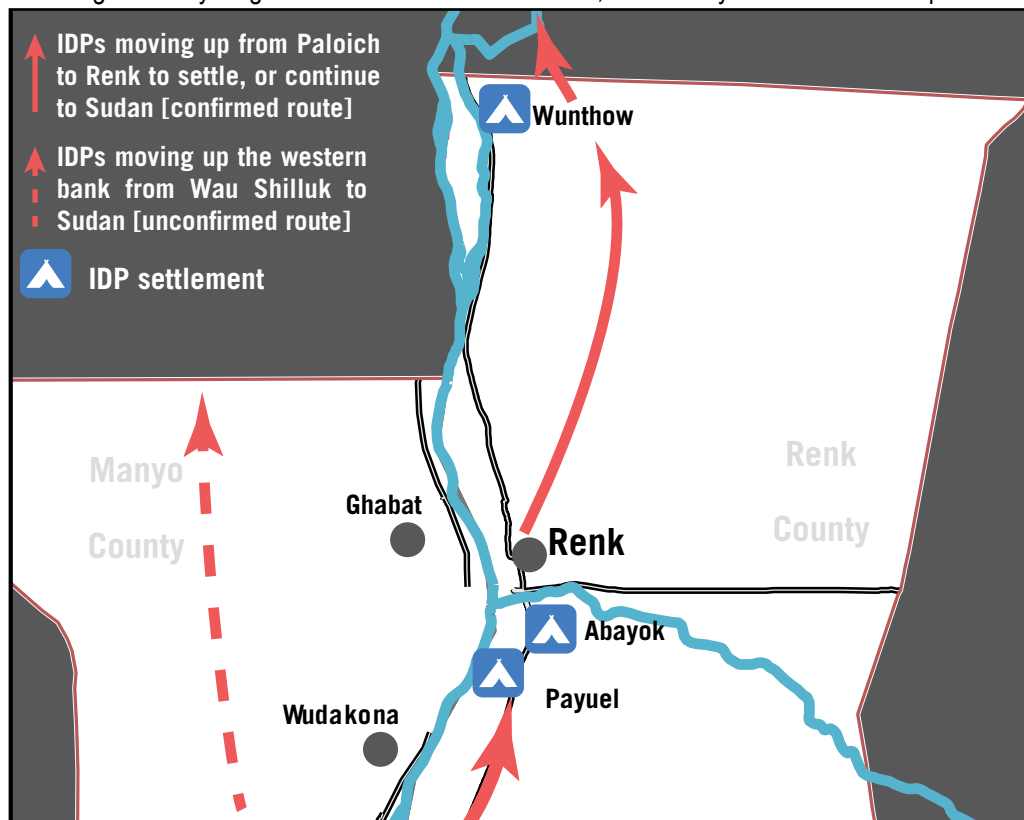 IDPs moving up from Paloich
to Renk to settle, or continue
to Sudan [confirmed route]
IDPs moving up the western
bank from Wau Shilluk to
Sudan [unconfirmed route]
IDP settlement
Wunthow
Manyo
County
Renk
County
Ghabat
Renk
Abayok
Payuel
Wudakona